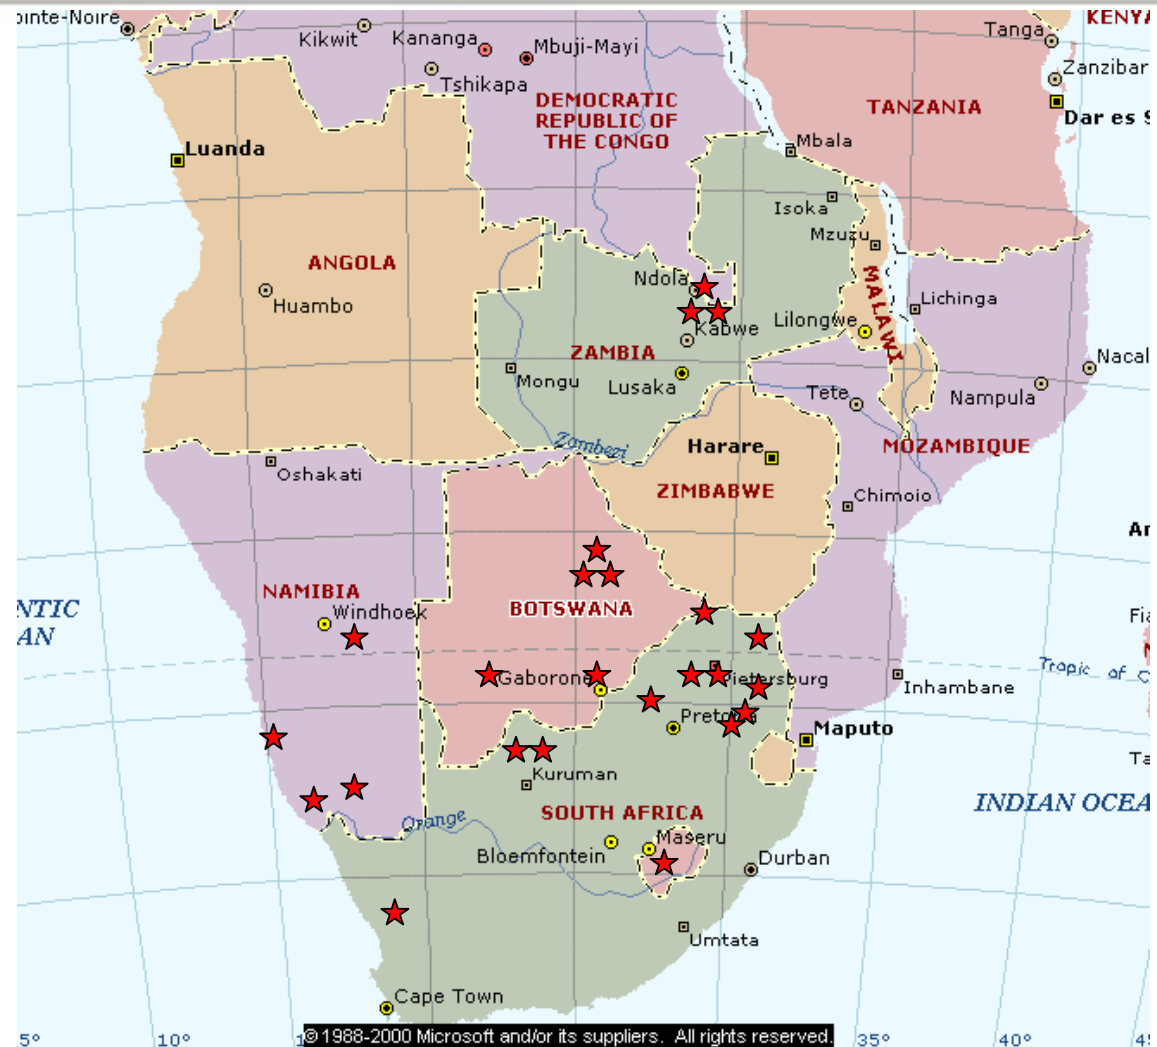 KENYA
Tanga
Kikwit
Kananga
Mbuji-Mayi
Tshikapa
Zanzibar
Dar es S
TANZANIA
DEMOCRATIC
REPUBLIC OF
THE CONGO
Luanda
Mbala
Isoka
Mzuzu
ANGOLA
Huambo
Ndola
MALAWI
Lichinga
Kabwe
Lilongwe
ZAMBIA
Mongu
Lusaka
Nacal
Nampula
Tete
Zambezi
Harare
MOZAMBIQUE
Oshakati
ZIMBABWE
Chimoio
NAMIBIA
Windhoek
BOTSWANA
NTIC
AN
Gaborone
Pietersburg
Tropic of C
Inhambane
Pretoria
Maputo
Kuruman
SOUTH AFRICA
INDIAN OCEA
Orange
Maseru
Bloemfontein
Durban
Umtata
Cape Town
© 1988-2000 Microsoft and/or its suppliers. All rights reserved.
5°
10°
35°
40°